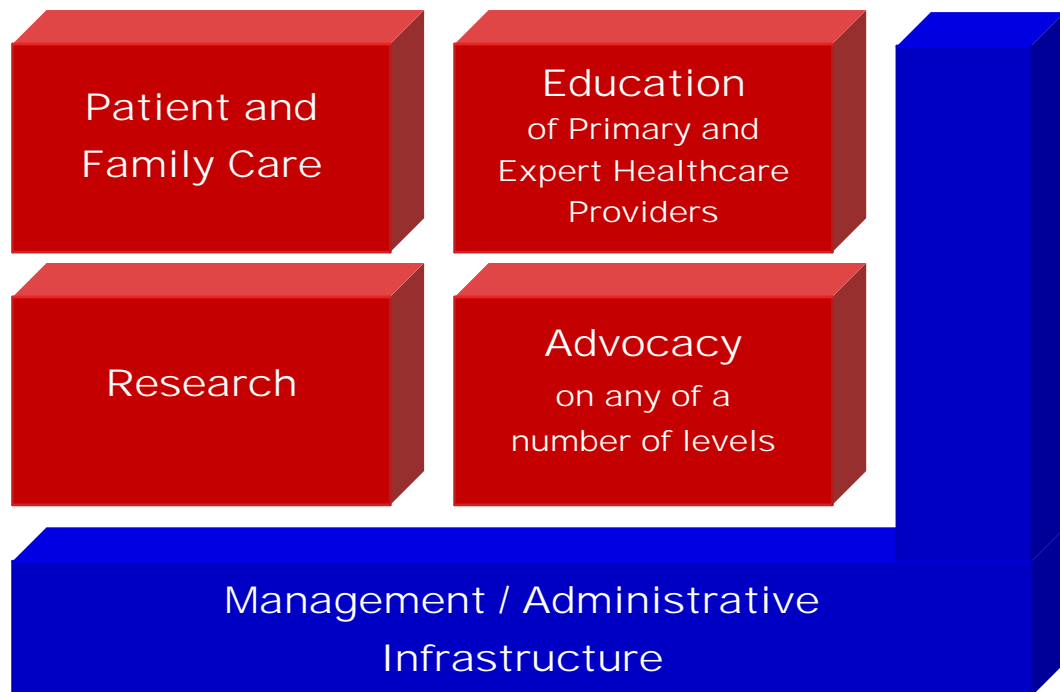 Patient and
Family Care
Education
of Primary and
Expert Healthcare
Providers
Research
Advocacy
on any of a
number of levels
Management / Administrative
Infrastructure